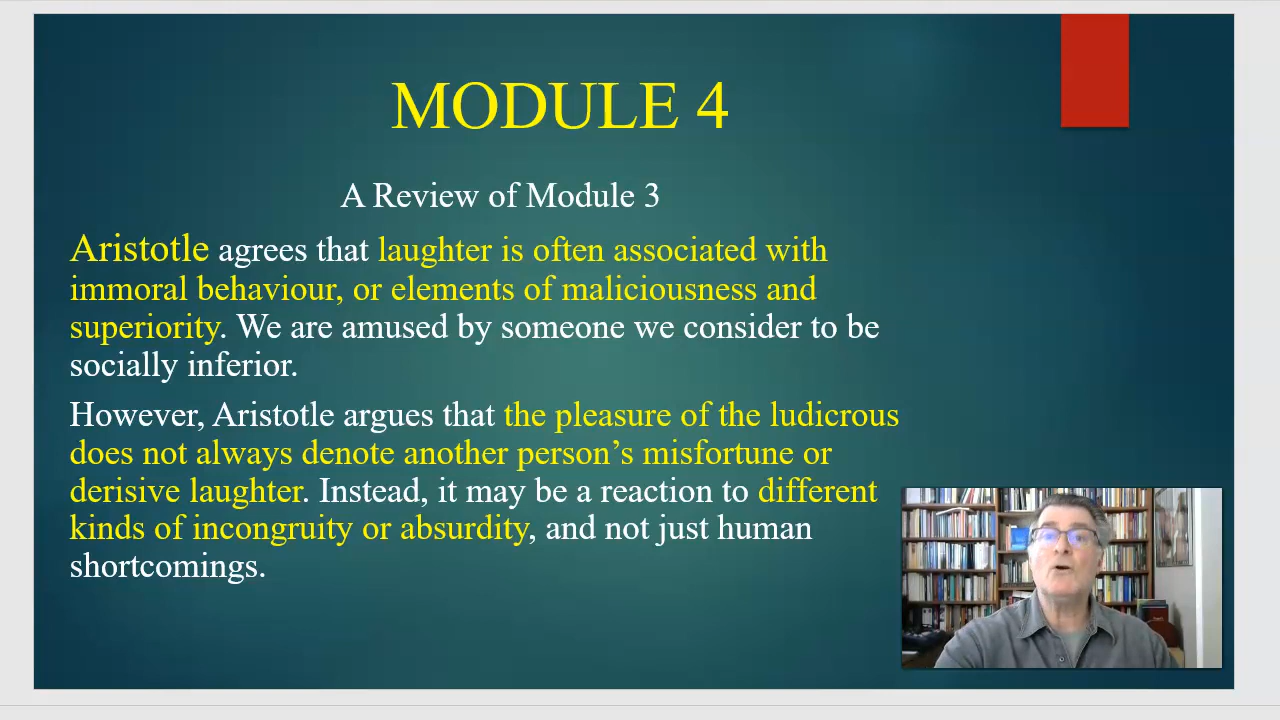 MODULE 4
A Review of Module 3
Aristotle agrees that laughter is often associated with
immoral behaviour, or elements of maliciousness and
superiority. We are amused by someone we consider to be
socially inferior.
However, Aristotle argues that the pleasure of the ludicrous
does not always denote another person’s misfortune or
derisive laughter. Instead, it may be a reaction to different
kinds of incongruity or absurdity, and not just human
shortcomings.